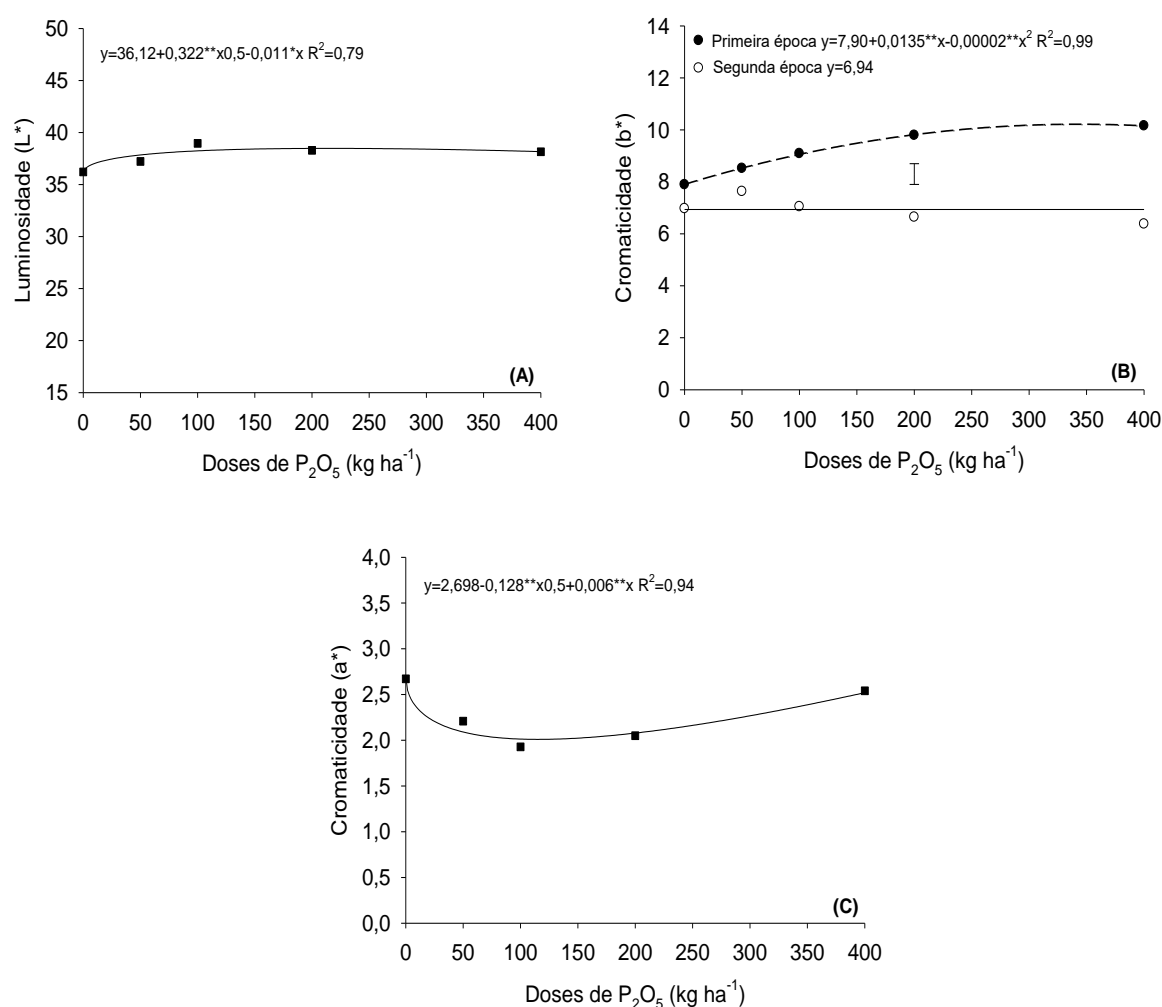 y=36,12+0,322**x0,5-0,011*x R²=0,79
Luminosidade (L*)
50
45
40
35
30
25
20
15
(A)
0 50 100 150 200 250 300 350 400
Doses de P₂O₅ (kg ha⁻¹)
Primeira época y=7,90+0,0135**x-0,00002**x² R²=0,99
Segunda época y=6,94
Cromaticidade (b*)
14
12
10
8
6
4
2
0
(B)
0 50 100 150 200 250 300 350 400
Doses de P₂O₅ (kg ha⁻¹)
y=2,698-0,128**x0,5+0,006**x R²=0,94
Cromaticidade (a*)
4,0
3,5
3,0
2,5
2,0
1,5
1,0
0,5
0,0
(C)
0 50 100 150 200 250 300 350 400
Doses de P₂O₅ (kg ha⁻¹)